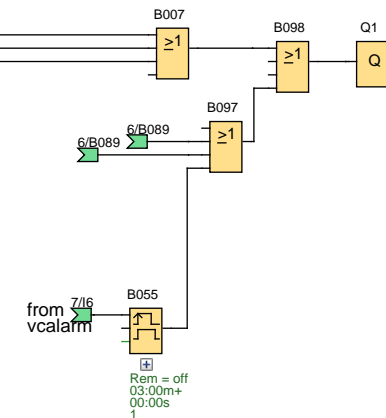 B007
B098
Q1
≥1
≥1
Q
B097
6/B089
6/B089
≥1
from
vcalarm
7/I6
B055
Rem = off
03:00m+
00:00s
1